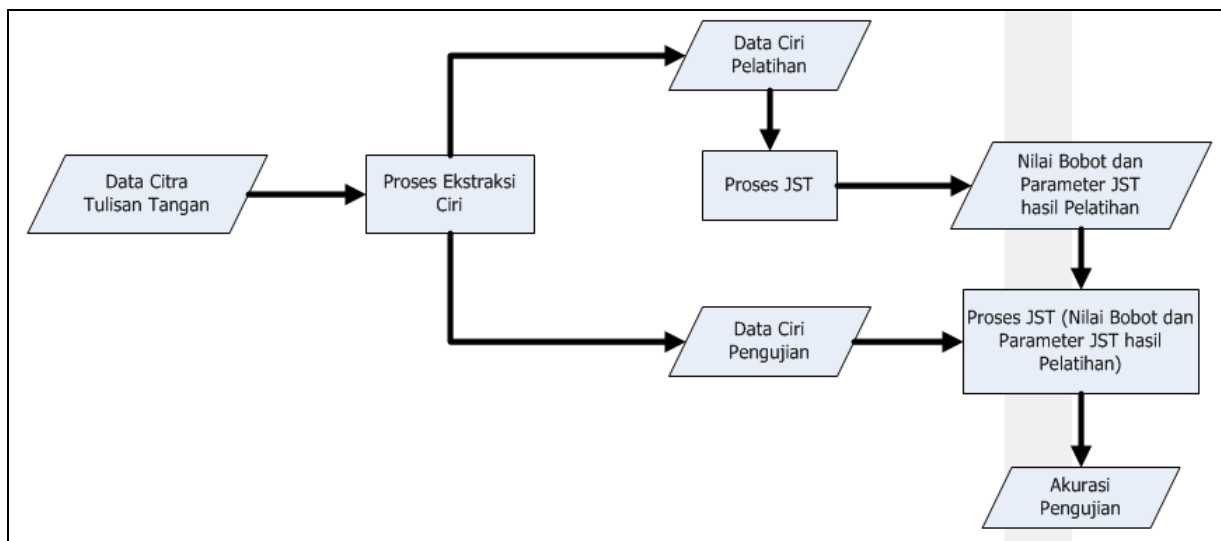 Data Ciri
Pelatihan
Data Citra
Tulisan Tangan
Proses Ekstraksi
Ciri
Proses JST
Nilai Bobot dan
Parameter JST
hasil Pelatihan
Data Ciri
Pengujian
Proses JST (Nilai Bobot dan
Parameter JST hasil
Pelatihan)
Akurasi
Pengujian